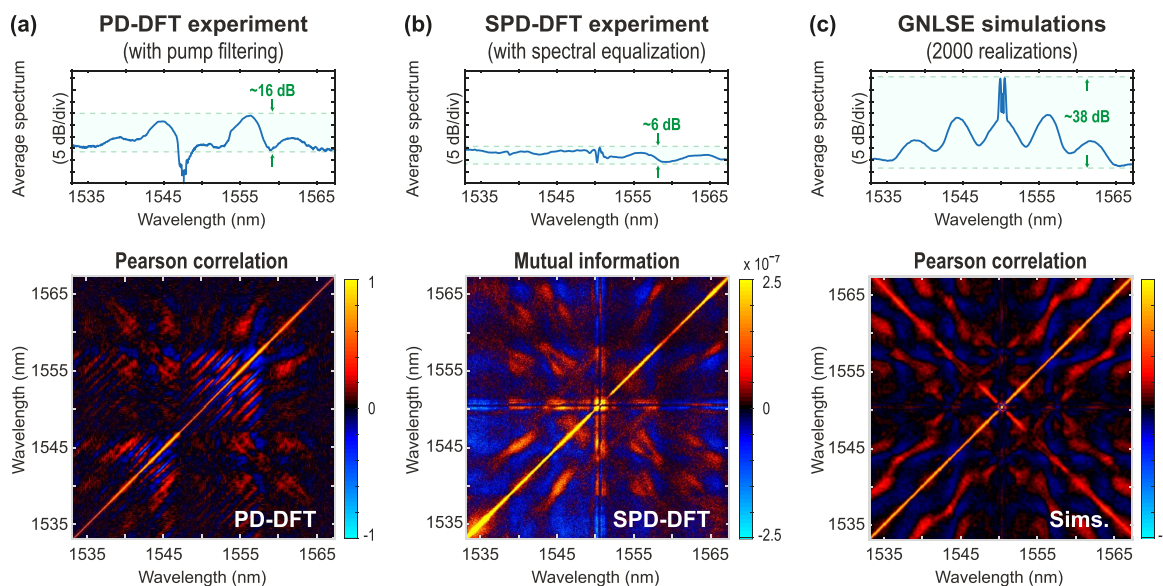 (a) PD-DFT experiment
(with pump filtering)
Average spectrum
(5 dB/div)
~16 dB
1535 1545 1555 1565
Wavelength (nm)
Pearson correlation
Wavelength (nm)
1565
1555
1545
1533
PD-DFT
1535 1545 1555 1565
Wavelength (nm)
1
0
-1
(b) SPD-DFT experiment
(with spectral equalization)
Average spectrum
(5 dB/div)
~6 dB
1535 1545 1555 1565
Wavelength (nm)
Mutual information
x 10⁻⁷
Wavelength (nm)
1565
1555
1545
1533
SPD-DFT
1535 1545 1555 1565
Wavelength (nm)
2.5
0
-2.5
(c) GNLSE simulations
(2000 realizations)
Average spectrum
(5 dB/div)
~38 dB
1535 1545 1555 1565
Wavelength (nm)
Pearson correlation
Wavelength (nm)
1565
1555
1545
1533
Sims.
1535 1545 1555 1565
Wavelength (nm)
-